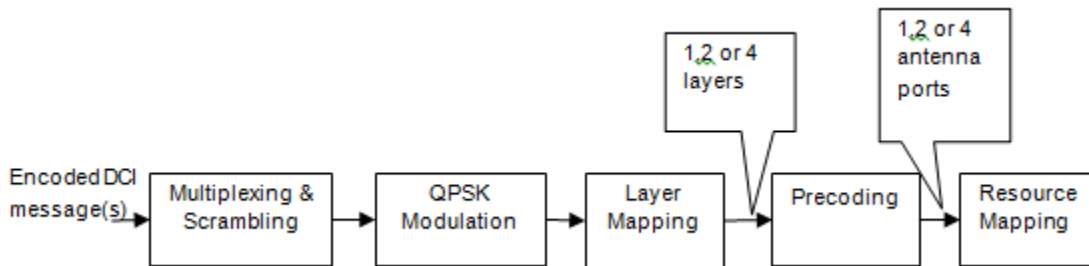 1,2 or 4
layers
1,2 or 4
antenna
ports
Encoded DCI
message(s)
Multiplexing &
Scrambling
QPSK
Modulation
Layer
Mapping
Precoding
Resource
Mapping